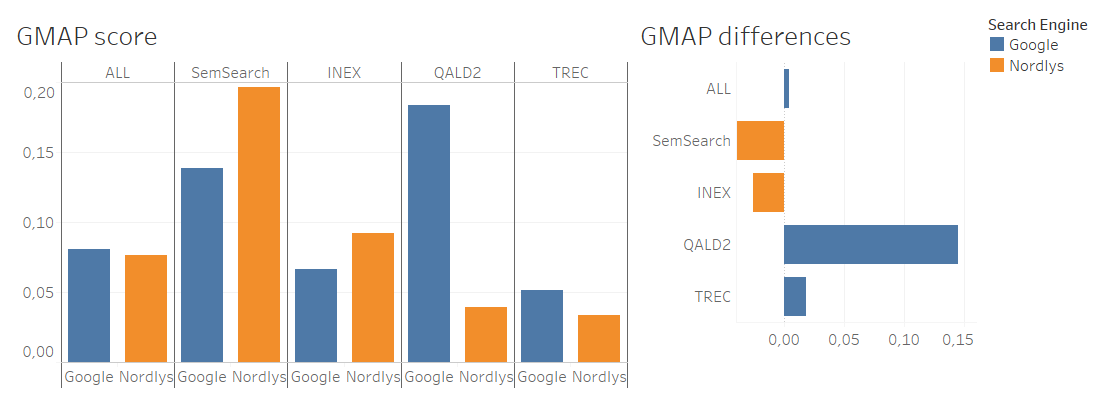 GMAP score
ALL SemSearch INEX QALD2 TREC
0,20
0,15
0,10
0,05
0,00
Google Nordlys Google Nordlys Google Nordlys Google Nordlys Google Nordlys
GMAP differences
ALL
SemSearch
INEX
QALD2
TREC
0,00 0,05 0,10 0,15
Search Engine
Google
Nordlys